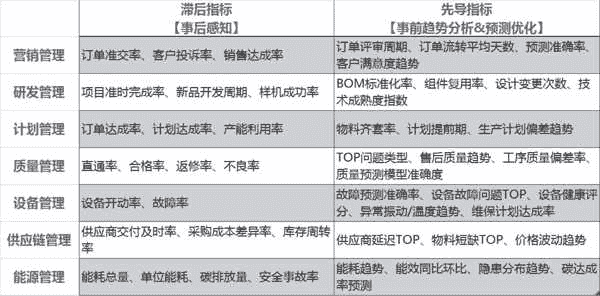 滞后指标
【事后感知】
先导指标
【事前趋势分析&预测优化】
营销管理
订单准交率、客户投诉率、销售达成率
订单评审周期、订单流转平均天数、预测准确率、
客户满意度趋势
研发管理
项目准时完成率、新品开发周期、样机成功率
BOM标准化率、组件复用率、设计变更次数、技
术成熟度指数
计划管理
订单达成率、计划达成率、产能利用率
物料齐套率、计划提前期、生产计划偏差趋势
质量管理
直通率、合格率、返修率、不良率
TOP问题类型、售后质量趋势、工序质量偏差率、
质量预测模型准确度
设备管理
设备开动率、故障率
故障预测准确率、设备故障问题TOP、设备健康评
分、异常振动/温度趋势、维保计划达成率
供应链管理
供应商交付及时率、采购成本差异率、库存周转
率
供应商延迟TOP、物料短缺TOP、价格波动趋势
能源管理
能耗总量、单位能耗、碳排放量、安全事故率
能耗趋势、能效同比环比、隐患分布趋势、碳达成
率预测